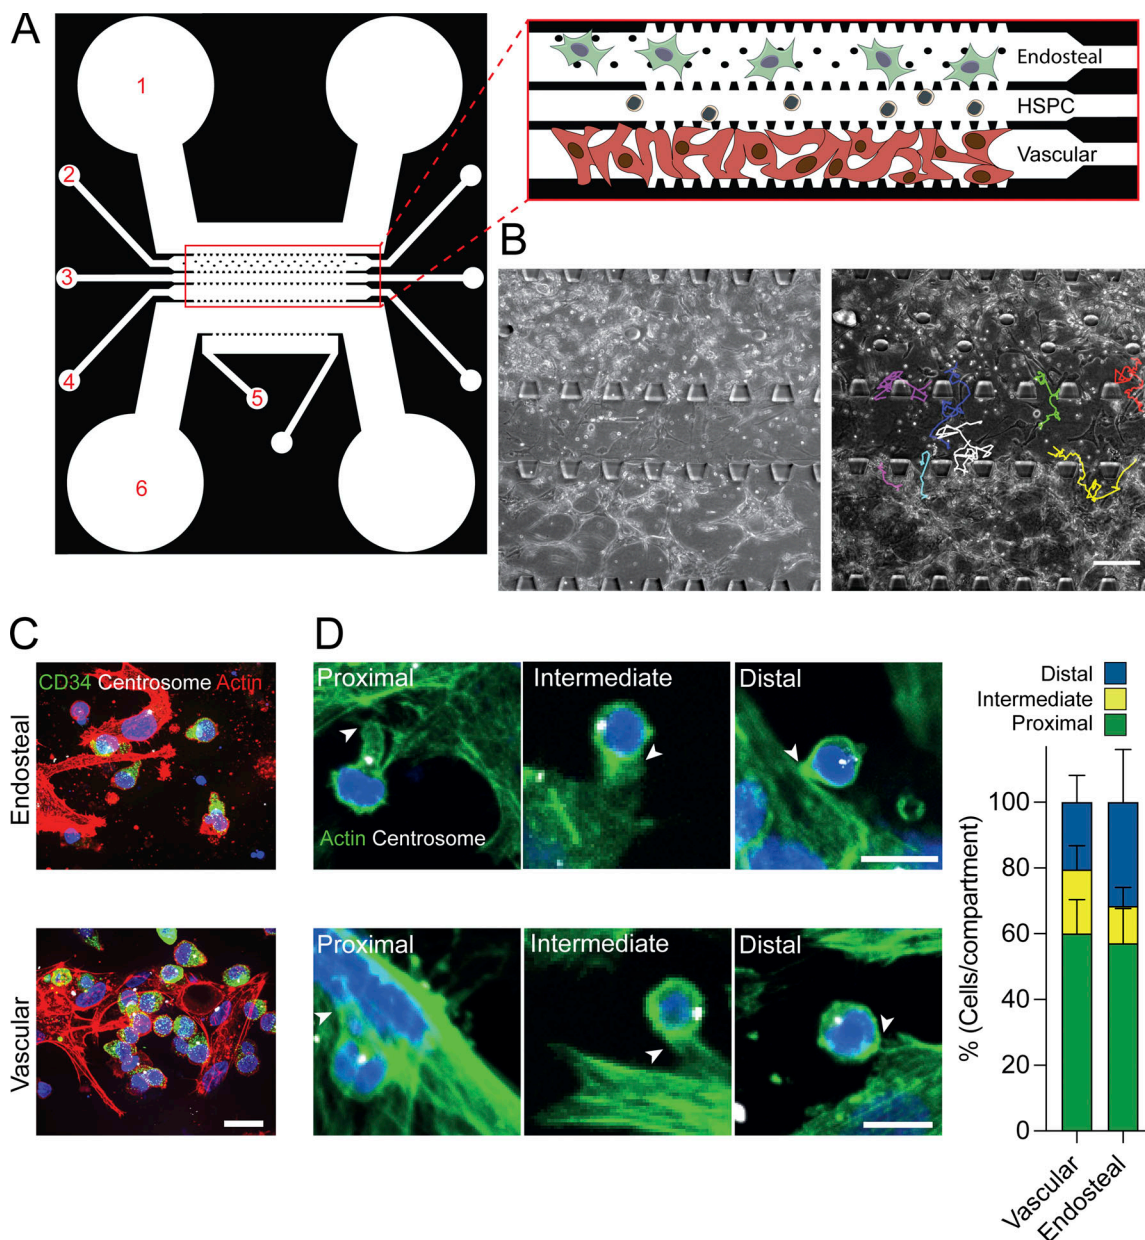 A
1
2
3
4
5
6
Endosteal
HSPC
Vascular
B
C
CD34 Centrosome Actin
Endosteal
Vascular
D
Proximal
Intermediate
Distal
Actin Centrosome
Proximal
Intermediate
Distal
Distal
Intermediate
Proximal
% (Cells/compartment)
100
80
60
40
20
0
Vascular
Endosteal